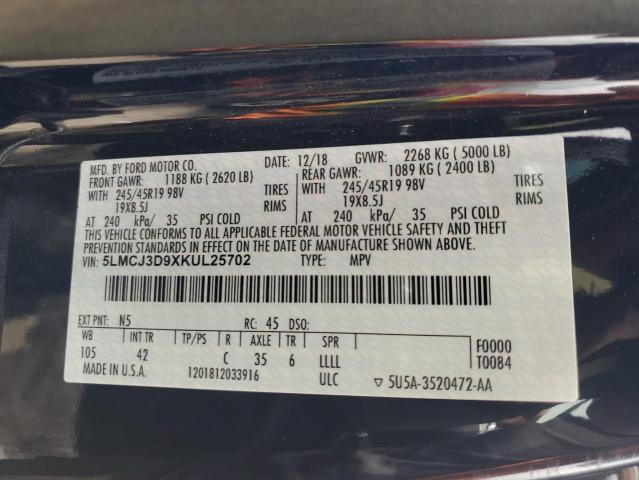 MFD. BY FORD MOTOR CO. DATE: 12/18 GVWR: 2268 KG ( 5000 LB)
FRONT GAWR: 1188 KG ( 2620 LB) REAR GAWR: 1089 KG ( 2400 LB)
WITH 245/45R19 98V TIRES WITH 245/45R19 98V TIRES
19X8.5J RIMS 19X8.5J RIMS
AT 240 kPa/ 35 PSI COLD AT 240 kPa/ 35 PSI COLD
THIS VEHICLE CONFORMS TO ALL APPLICABLE FEDERAL MOTOR VEHICLE SAFETY AND THEFT
PREVENTION STANDARDS IN EFFECT ON THE DATE OF MANUFACTURE SHOWN ABOVE.
VIN: 5LMCJ3D9XKUL25702 TYPE: MPV
EXT PNT: N5 RC: 45 DSO:
WB INT TR TP/PS R AXLE TR SPR F0000
105 42 C 35 6 LLLL T0084
MADE IN U.S.A. 1201812033916 ULC ▽ 5U5A-3520472-AA